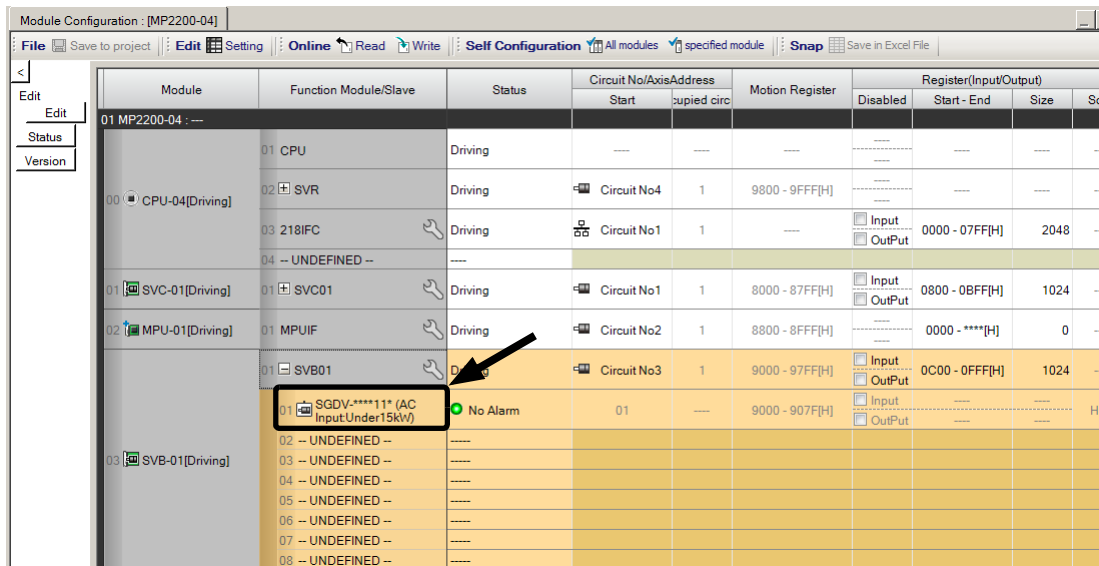 Module Configuration : [MP2200-04]
File Save to project Edit Setting Online Read Write Self Configuration All modules specified module Snap Save in Excel File
<
Edit
Edit
Status
Version
Module Function Module/Slave Status Circuit No/AxisAddress Motion Register Register(Input/Output)
Start upied circ Disabled Start - End Size
01 MP2200-04 : ---
00 CPU-04[Driving]
01 CPU Driving ---- ---- ---- ---- ---- ---- ----
02 + SVR Driving Circuit No4 1 9800 - 9FFF[H] ---- ---- ---- ----
03 218IFC Driving Circuit No1 1 ---- Input OutPut 0000 - 07FF[H] 2048
04 -- UNDEFINED -- ----
01 SVC-01[Driving] 01 + SVC01 Driving Circuit No1 1 8000 - 87FF[H] Input OutPut 0800 - 0BFF[H] 1024
02 MPU-01[Driving] 01 MPUIF Driving Circuit No2 1 8800 - 8FFF[H] ---- ---- 0000 - ****[H] 0
03 SVB-01[Driving]
01 - SVB01 Circuit No3 1 9000 - 97FF[H] Input OutPut 0C00 - 0FFF[H] 1024
01 SGDV-****11* (AC
Input:Under15kW) No Alarm 01 ---- 9000 - 907F[H] Input OutPut ---- ---- ---- ----
02 -- UNDEFINED -- -----
03 -- UNDEFINED -- -----
04 -- UNDEFINED -- -----
05 -- UNDEFINED -- -----
06 -- UNDEFINED -- -----
07 -- UNDEFINED -- -----
08 -- UNDEFINED -- -----